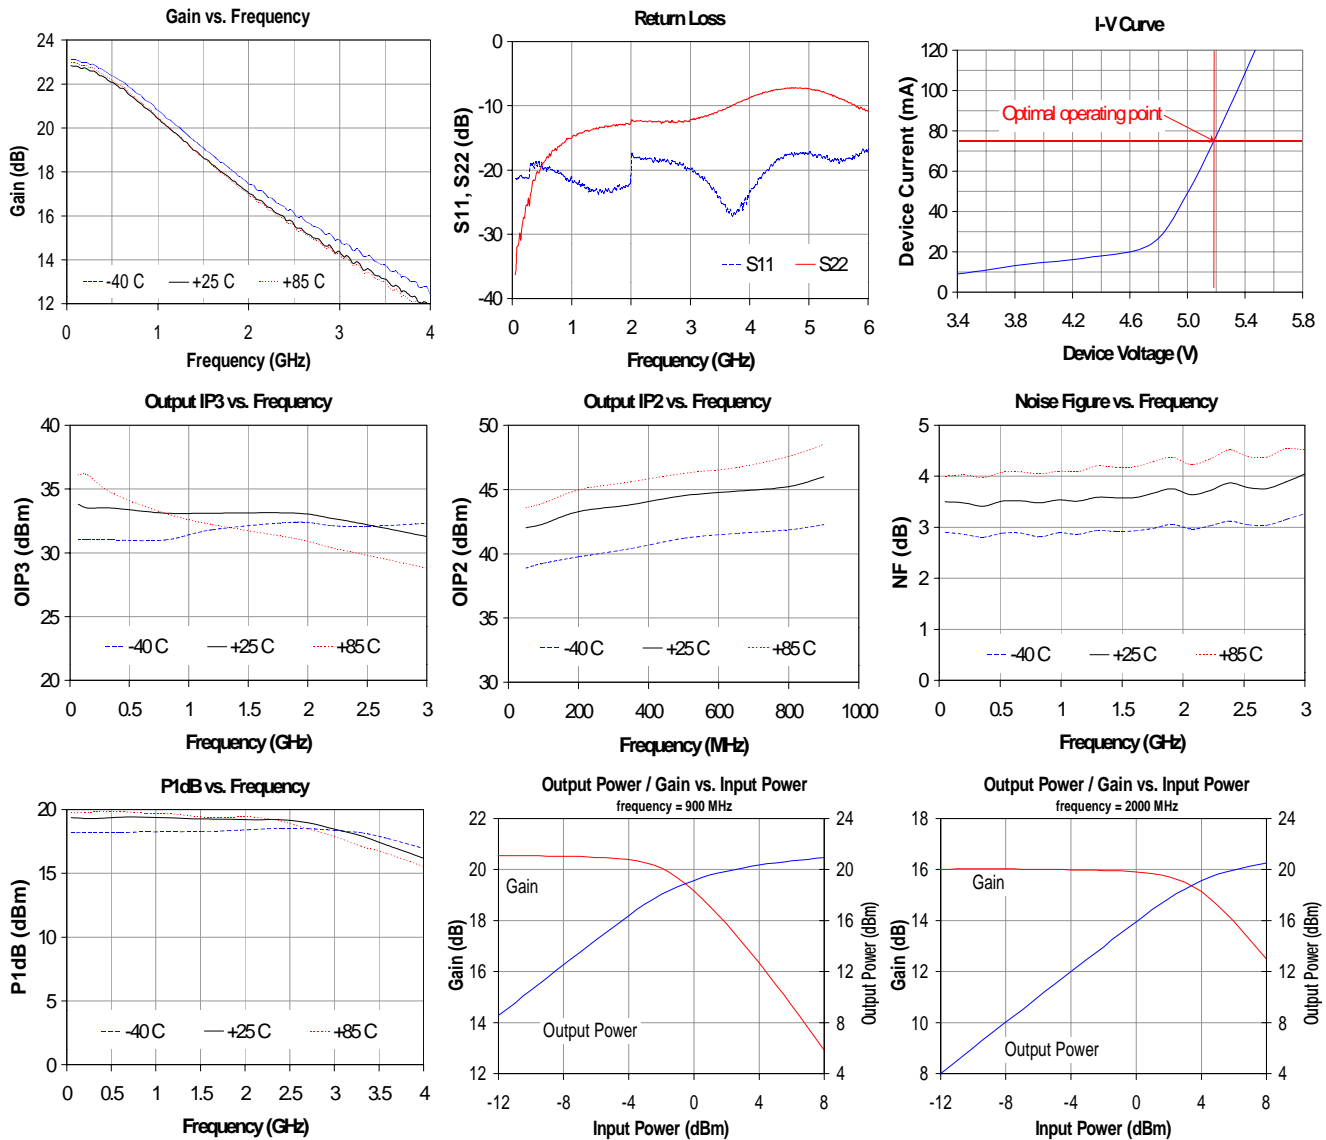 Gain vs. Frequency
24
22
20
18
16
14
12
Gain (dB)
-40 C
+25 C
+85 C
0 1 2 3 4
Frequency (GHz)
Return Loss
0
-10
-20
-30
-40
S11, S22 (dB)
S11
S22
0 1 2 3 4 5 6
Frequency (GHz)
I-V Curve
120
100
80
60
40
20
0
Device Current (mA)
Optimal operating point
3.4 3.8 4.2 4.6 5.0 5.4 5.8
Device Voltage (V)
Output IP3 vs. Frequency
40
35
30
25
20
OIP3 (dBm)
-40 C
+25 C
+85 C
0 0.5 1 1.5 2 2.5 3
Frequency (GHz)
Output IP2 vs. Frequency
50
45
40
35
30
OIP2 (dBm)
-40 C
+25 C
+85 C
0 200 400 600 800 1000
Frequency (MHz)
Noise Figure vs. Frequency
5
4
3
2
1
0
NF (dB)
-40 C
+25 C
+85 C
0 0.5 1 1.5 2 2.5 3
Frequency (GHz)
P1dB vs. Frequency
20
15
10
5
0
P1dB (dBm)
-40 C
+25 C
+85 C
0 0.5 1 1.5 2 2.5 3 3.5 4
Frequency (GHz)
Output Power / Gain vs. Input Power
frequency = 900 MHz
22
20
18
16
14
12
Gain (dB)
Gain
Output Power
24
20
16
12
8
4
Output Power (dBm)
-12 -8 -4 0 4 8
Input Power (dBm)
Output Power / Gain vs. Input Power
frequency = 2000 MHz
18
16
14
12
10
8
Gain (dB)
Gain
Output Power
24
20
16
12
8
4
Output Power (dBm)
-12 -8 -4 0 4 8
Input Power (dBm)